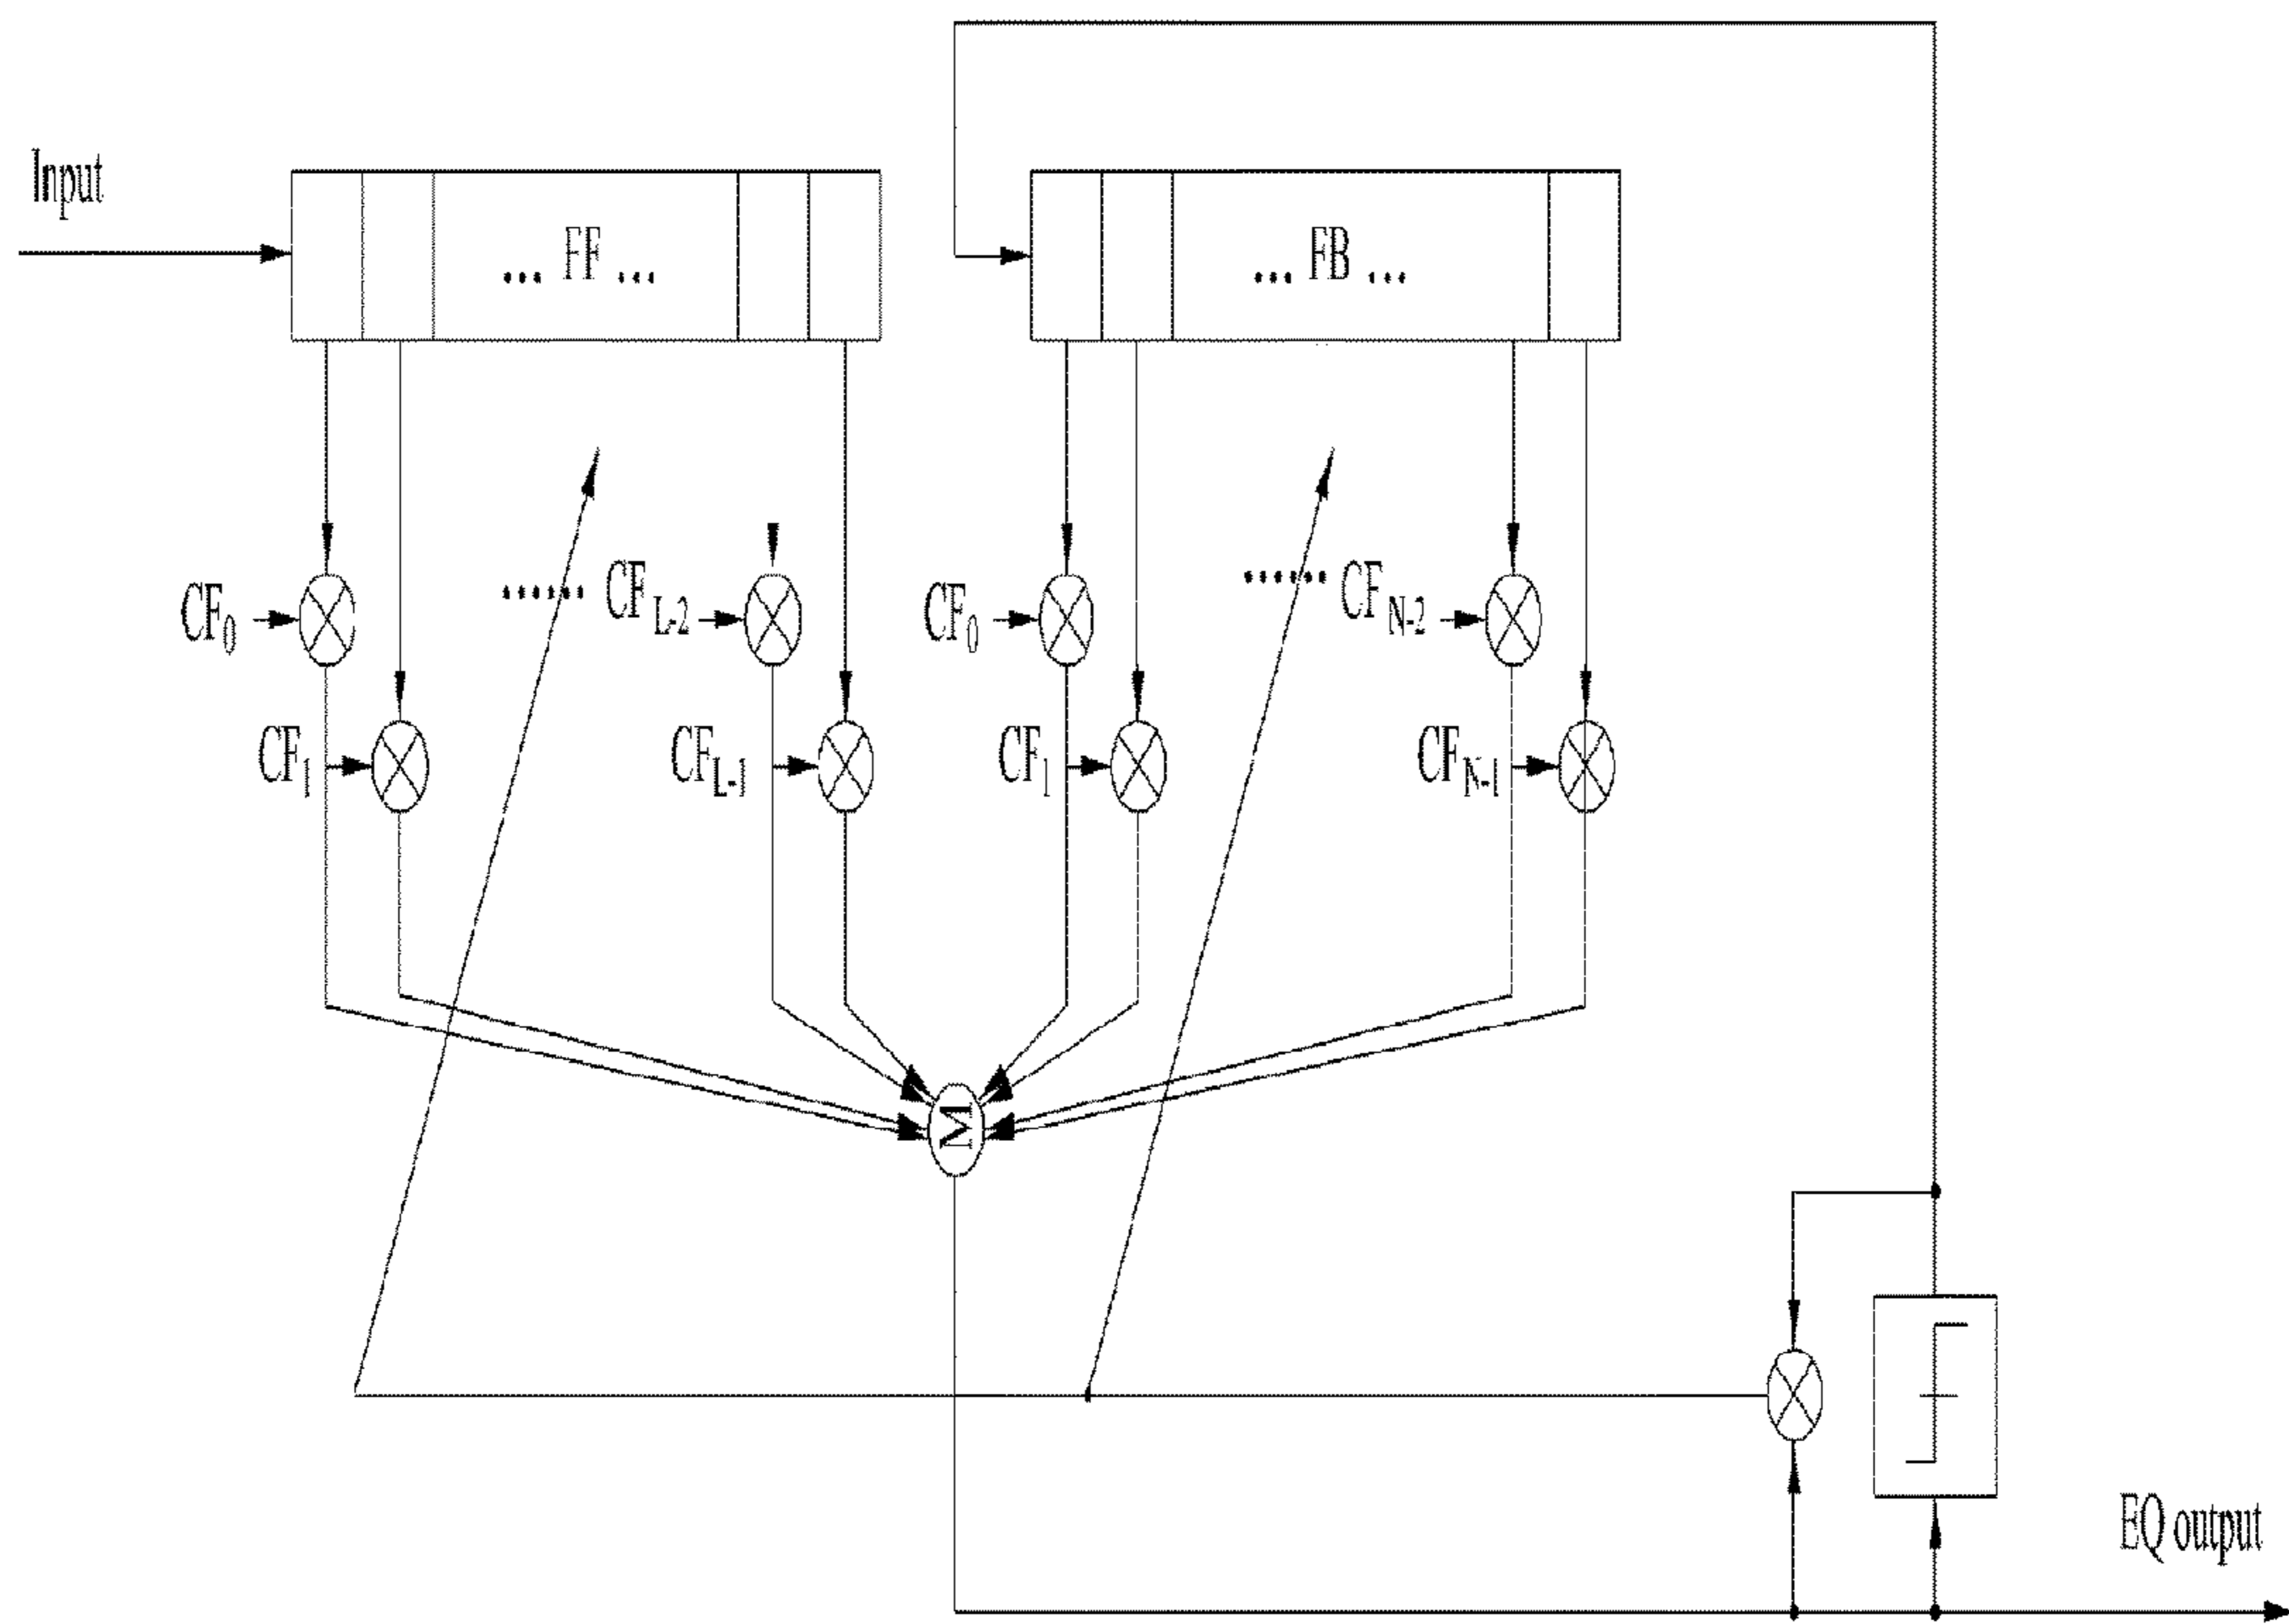 Input
... FF ...
... FB ...
CF0
...... CFL-2
CF0
...... CFN-2
CF1
CFL-1
CF1
CFN-1
Σ
EQ output